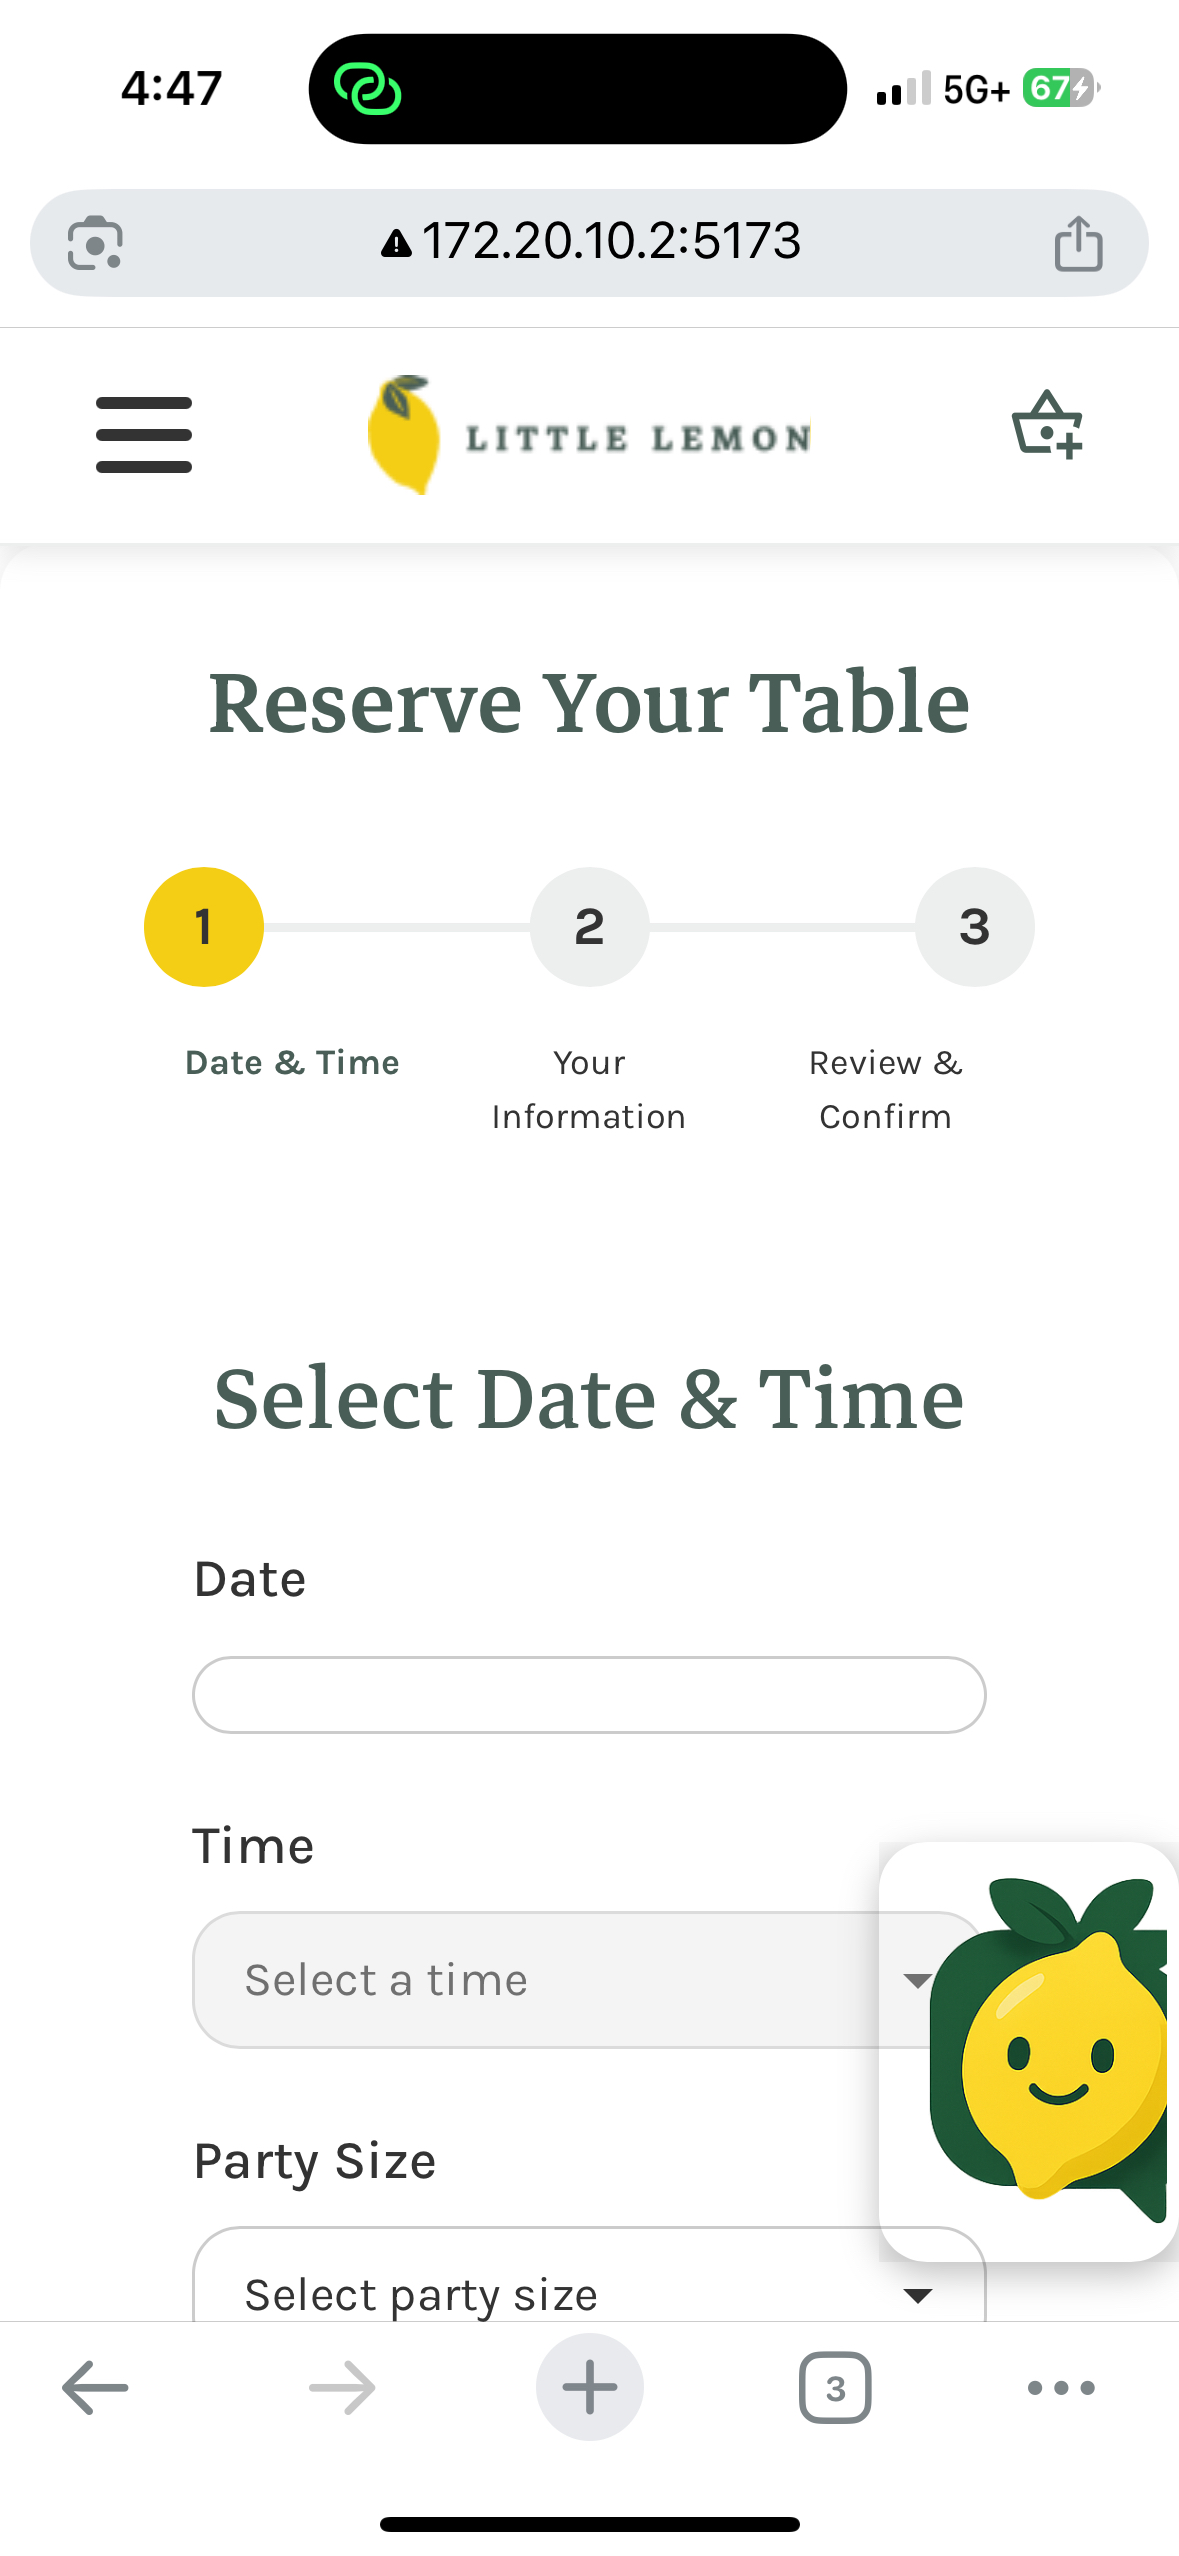 4:47
5G+
67
172.20.10.2:5173
LITTLE LEMON
Reserve Your Table
1
2
3
Date & Time
Your
Information
Review &
Confirm
Select Date & Time
Date
Time
Select a time
Party Size
Select party size
3